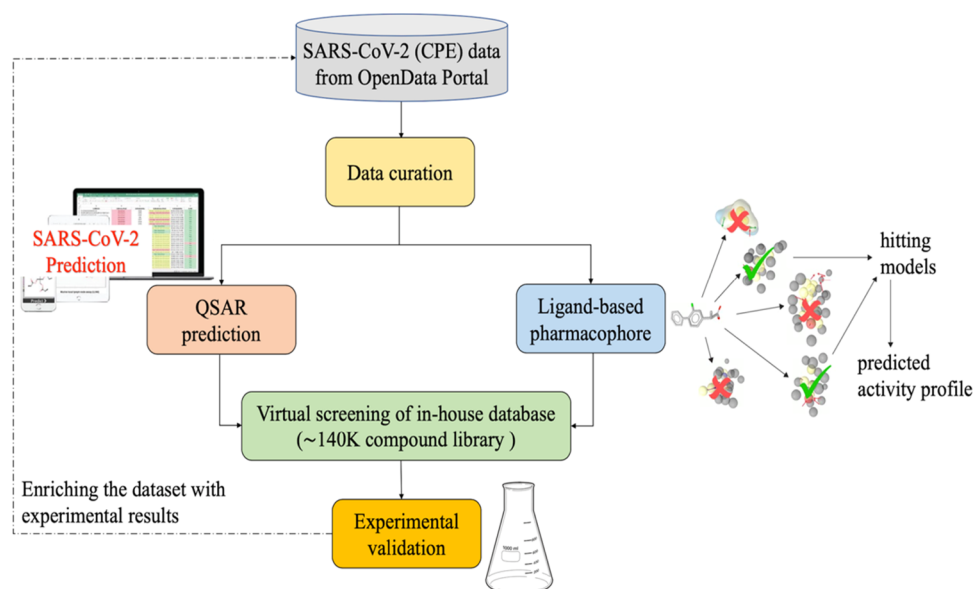 SARS-CoV-2 (CPE) data
from OpenData Portal
Data curation
SARS-CoV-2
Prediction
QSAR
prediction
Ligand-based
pharmacophore
hitting
models
predicted
activity profile
Virtual screening of in-house database
(~140K compound library )
Enriching the dataset with
experimental results
Experimental
validation